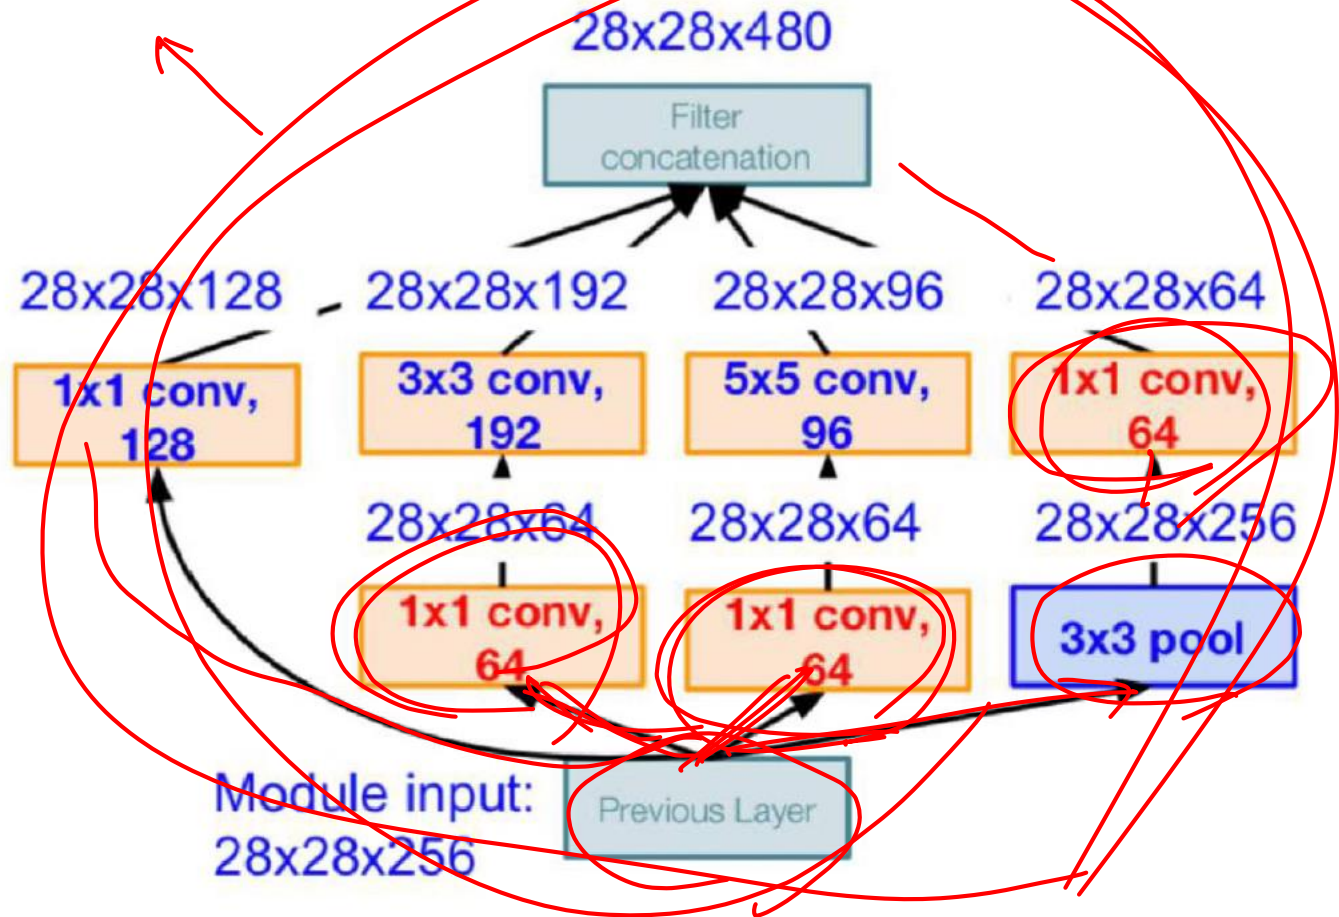 28x28x480
Filter
concatenation
28x28x128
28x28x192
28x28x96
28x28x64
1x1 conv,
128
3x3 conv,
192
5x5 conv,
96
1x1 conv,
64
28x28x64
28x28x64
28x28x256
1x1 conv,
64
1x1 conv,
64
3x3 pool
Module input:
28x28x256
Previous Layer